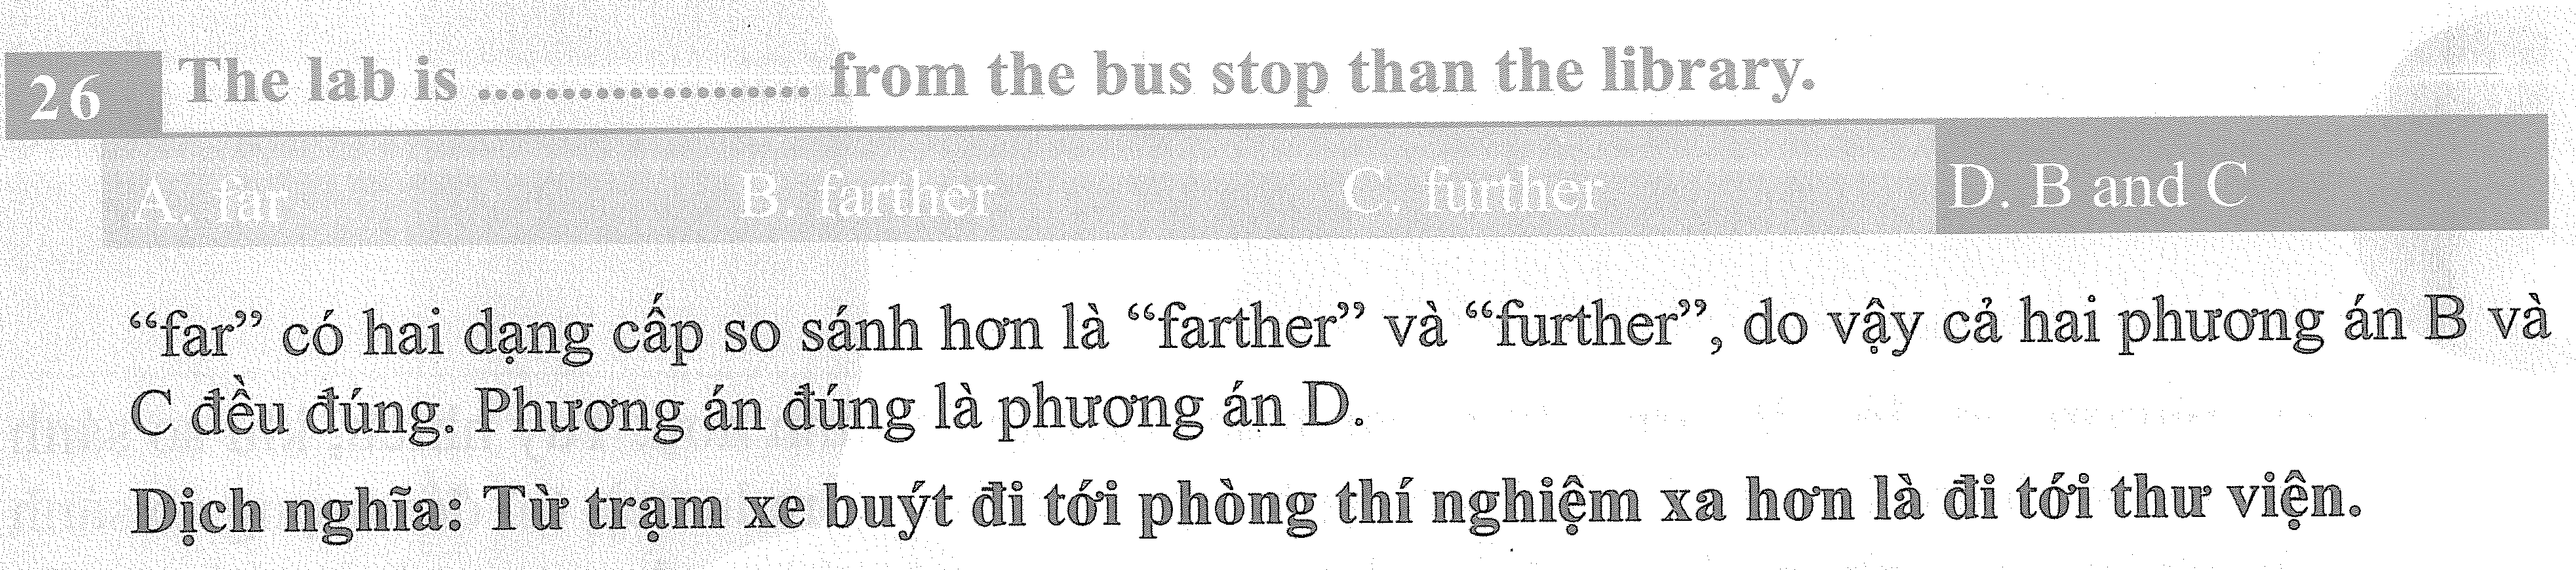 26 The lab is .................... from the bus stop than the library.
A. far B. farther C. further D. B and C
“far” có hai dạng cấp so sánh hơn là “farther” và “further”, do vậy cả hai phương án B và
C đều đúng. Phương án đúng là phương án D.
Dịch nghĩa: Từ trạm xe buýt đi tới phòng thí nghiệm xa hơn là đi tới thư viện.